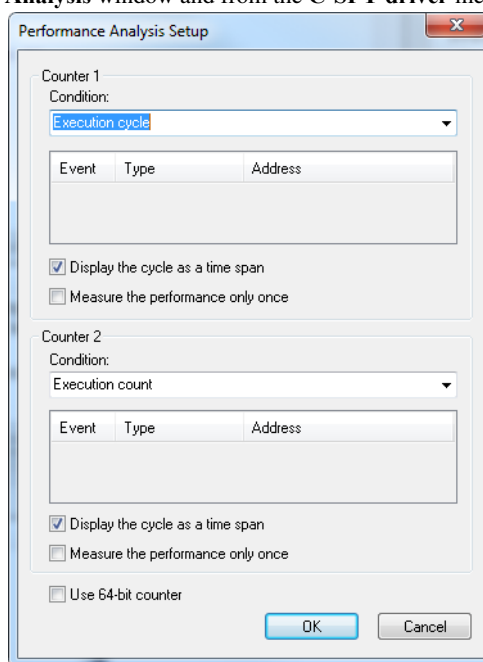 Analysis window and from the C-SPY driver me
Performance Analysis Setup
Counter 1
Condition:
Execution cycle
Event Type Address
Display the cycle as a time span
Measure the performance only once
Counter 2
Condition:
Execution count
Event Type Address
Display the cycle as a time span
Measure the performance only once
Use 64-bit counter
OK Cancel